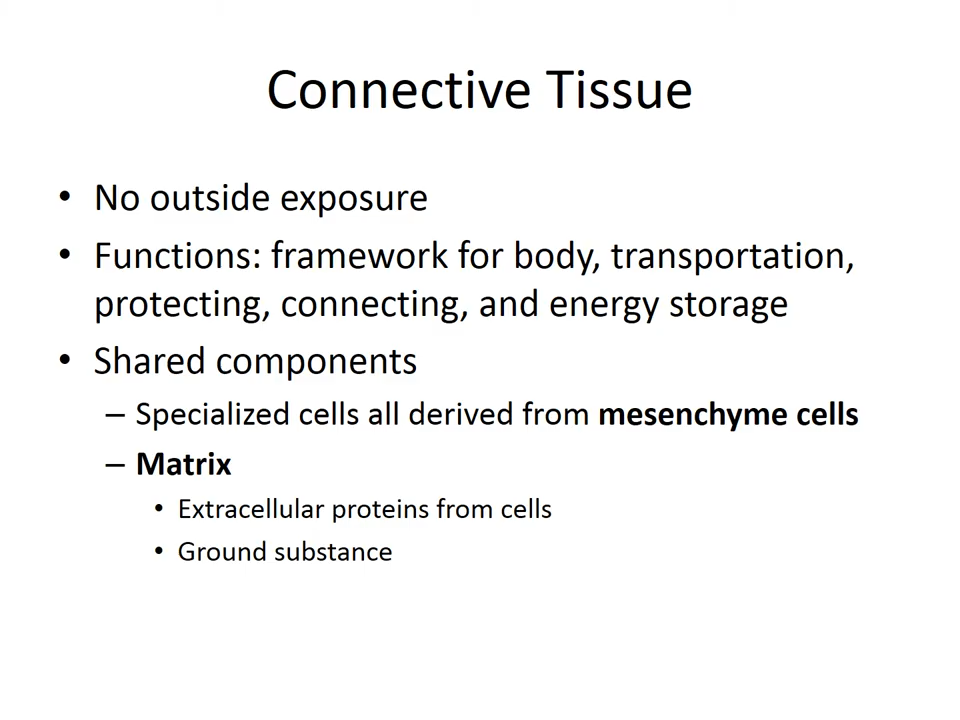 Connective Tissue
• No outside exposure
• Functions: framework for body, transportation,
protecting, connecting, and energy storage
• Shared components
– Specialized cells all derived from mesenchyme cells
– Matrix
• Extracellular proteins from cells
• Ground substance